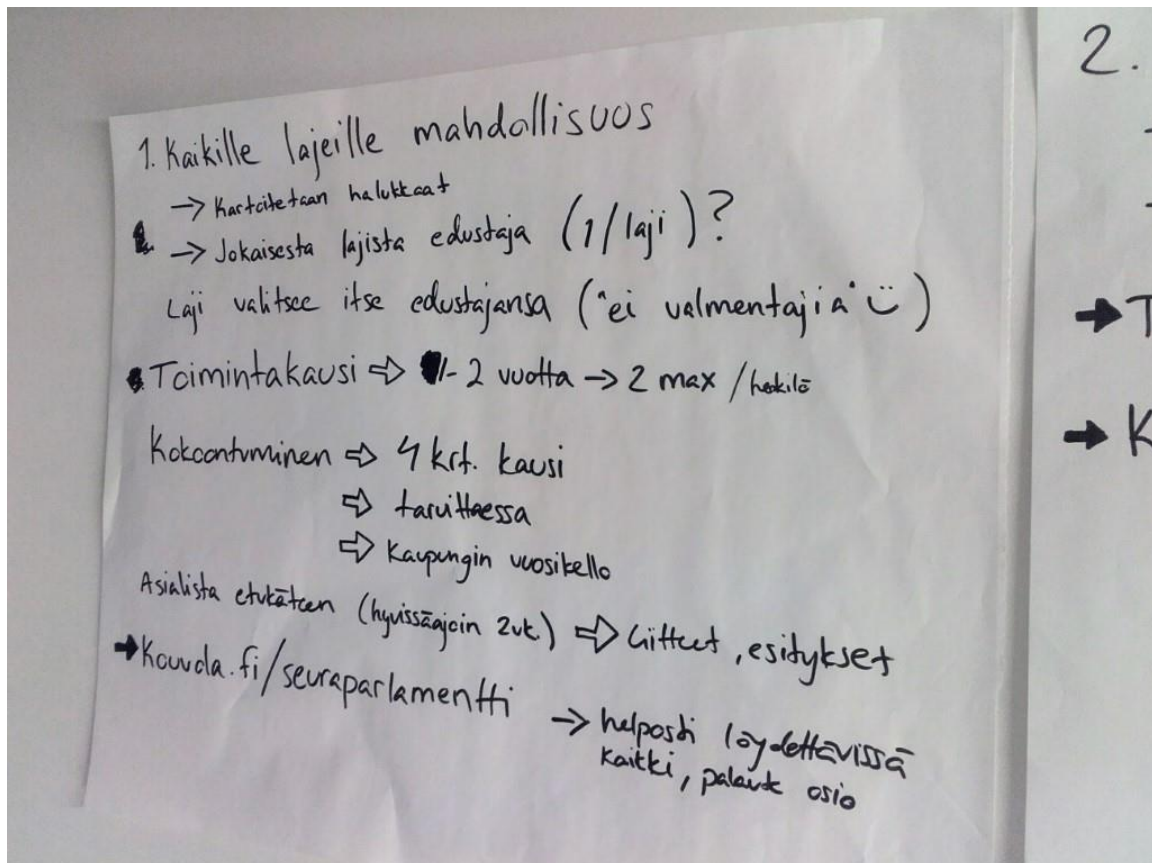 1. Kaikille lajeille mahdollisuus
→ Kartoitetaan halukkaat
→ Jokaisesta lajista edustaja (1/laji)?
Laji valitsee itse edustajansa ("ei valmentajia" ü)
Toimintakausi ⇨ - 2 vuotta → 2 max /henkilö
Kokoontuminen ⇨ 4 krt. kausi
⇨ tarvittaessa
⇨ Kaupungin vuosikello
Asialista etukäteen (hyvissäajoin 2vk.) ⇨ Liitteet, esitykset
→ Kouvola.fi/seuraparlamentti
→ helposti löydettävissä
kaikki, palaute osio
2.
→ T
→ K